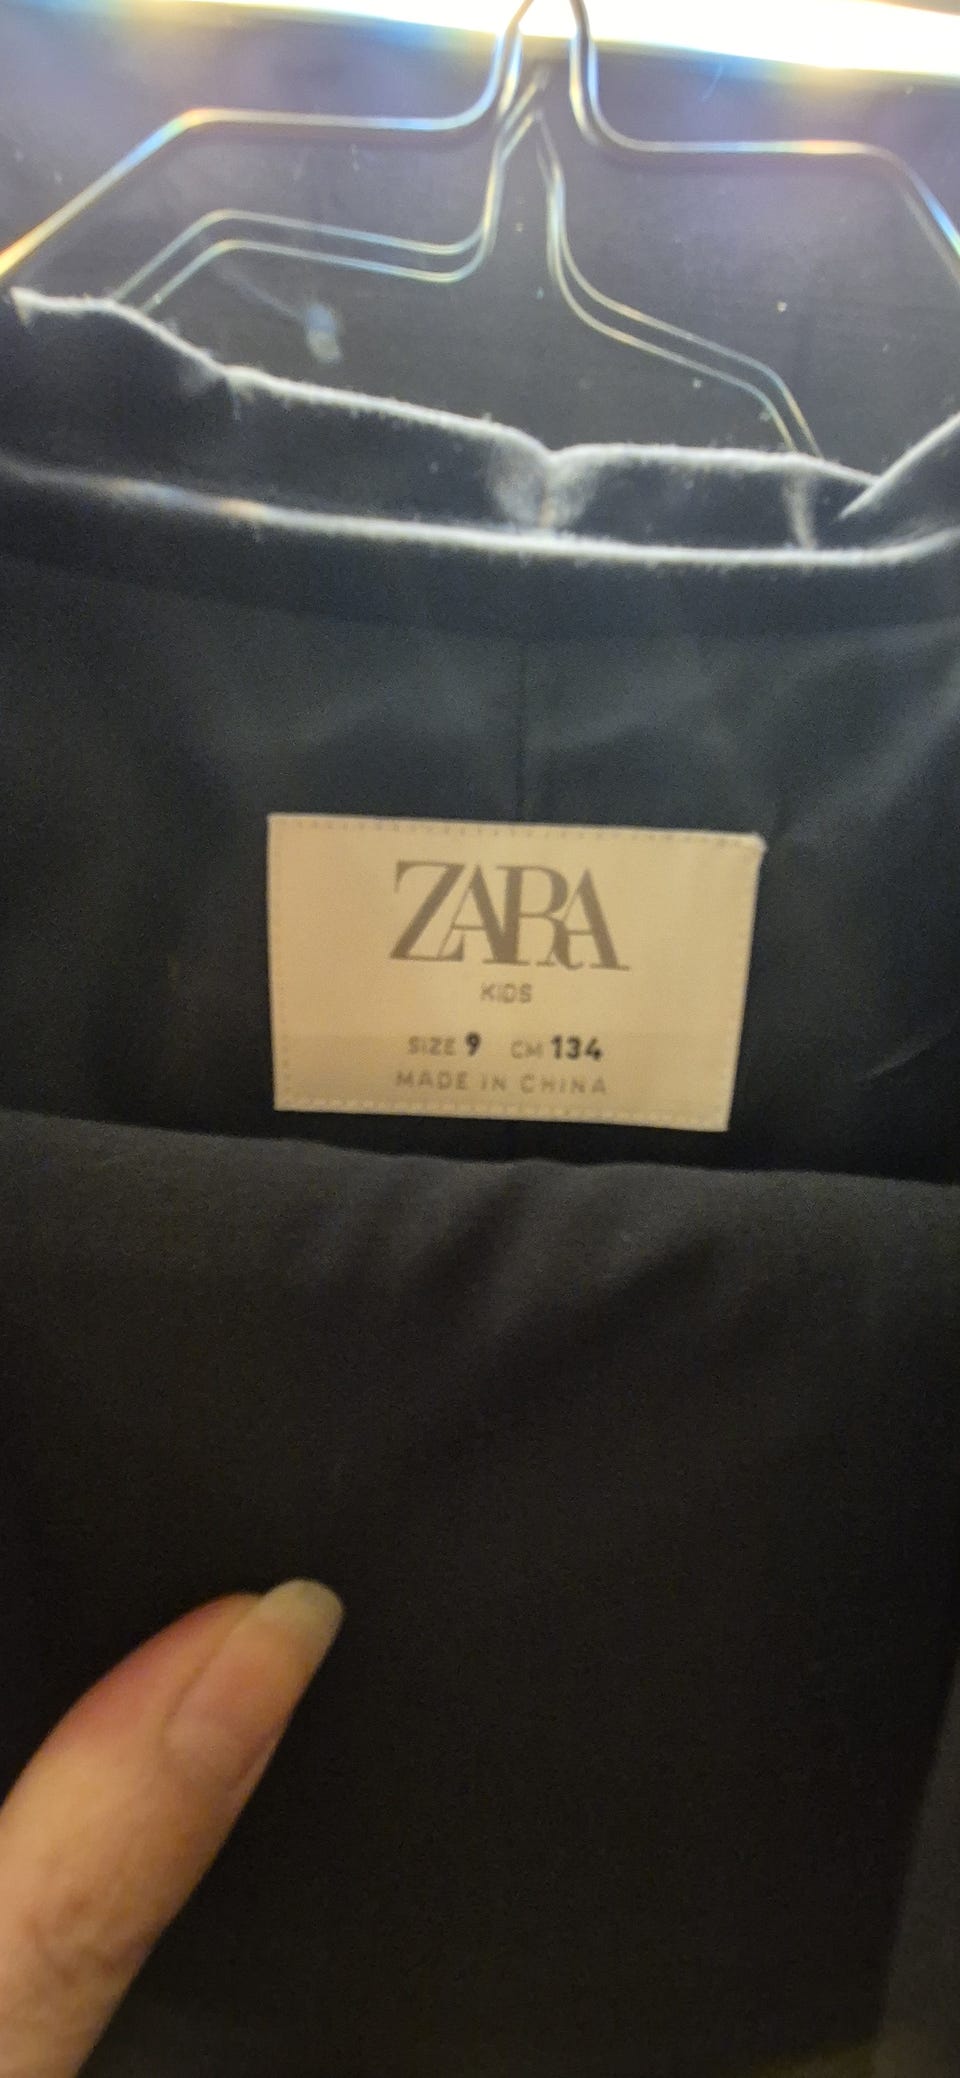 ZARA
KIDS
SIZE 9 CM 134
MADE IN CHINA